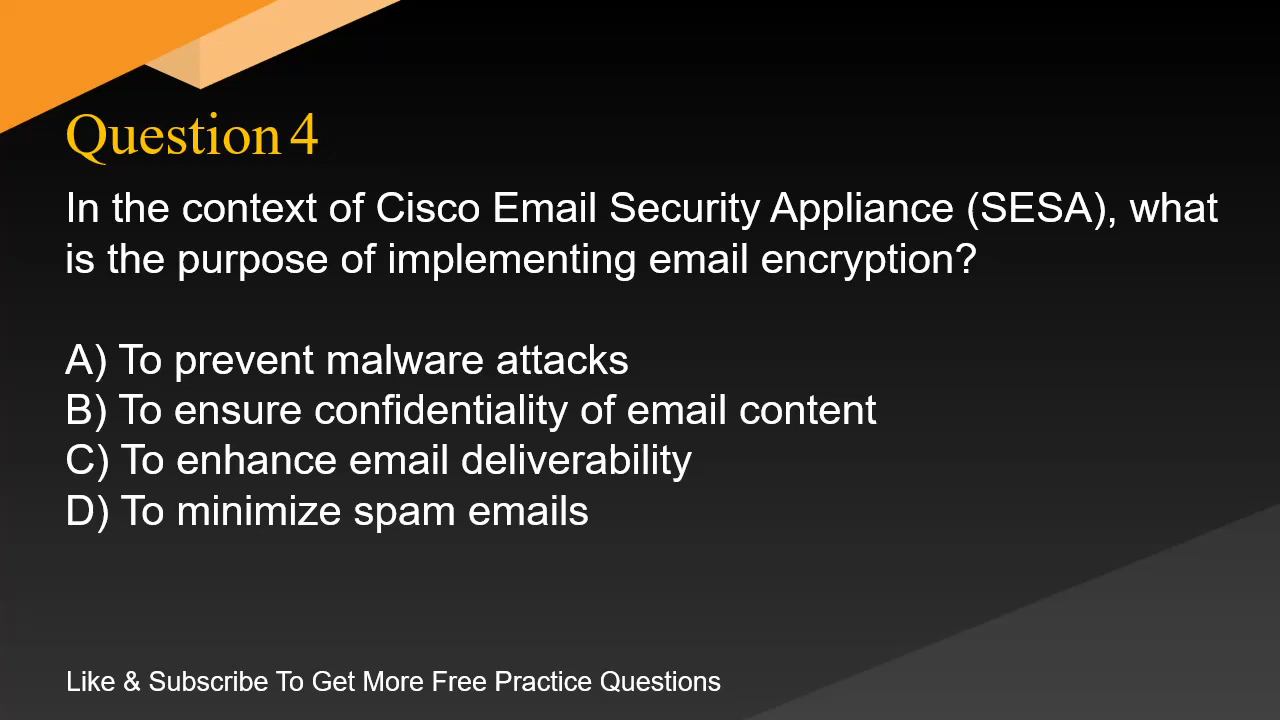 Question 4
In the context of Cisco Email Security Appliance (SESA), what
is the purpose of implementing email encryption?
A) To prevent malware attacks
B) To ensure confidentiality of email content
C) To enhance email deliverability
D) To minimize spam emails
Like & Subscribe To Get More Free Practice Questions